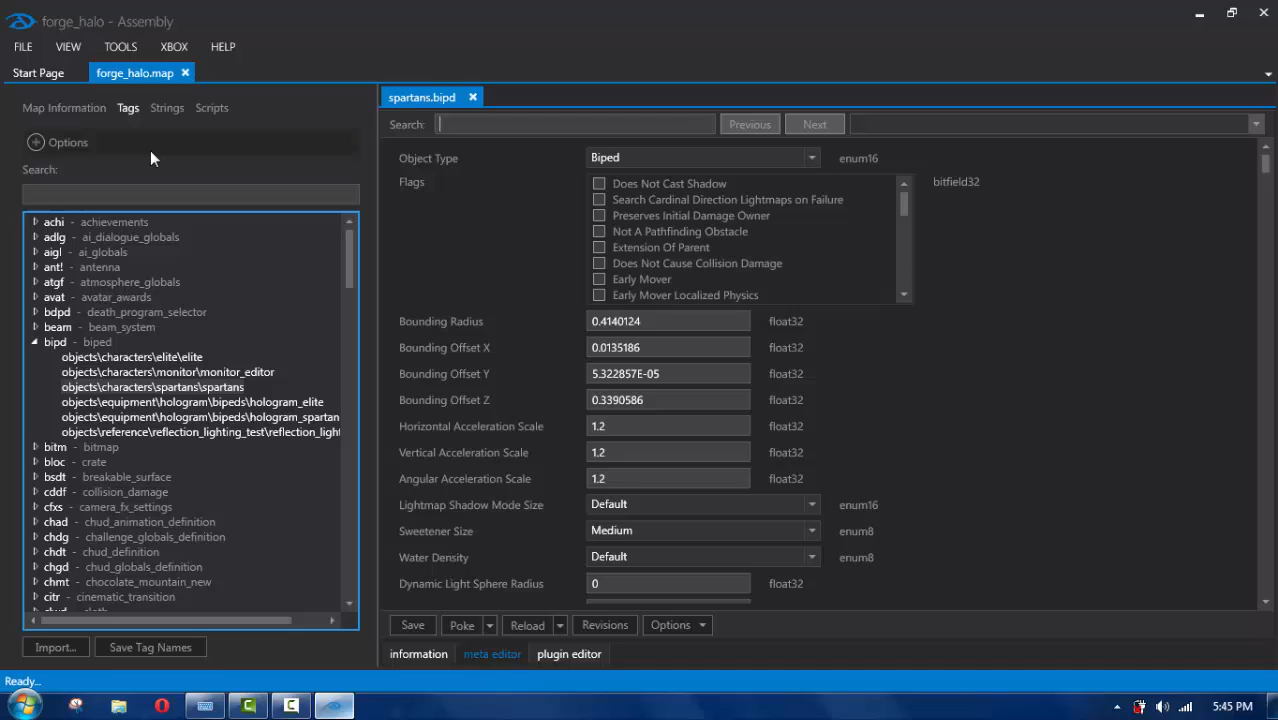 forge_halo - Assembly
FILE VIEW TOOLS XBOX HELP
Start Page forge_halo.map
Map Information Tags Strings Scripts
Options
Search:
achi - achievements
adlg - ai_dialogue_globals
aigl - ai_globals
ant! - antenna
atgf - atmosphere_globals
avat - avatar_awards
bdpd - death_program_selector
beam - beam_system
bipd - biped
objects\characters\elite\elite
objects\characters\monitor\monitor_editor
objects\characters\spartans\spartans
objects\equipment\hologram\bipeds\hologram_elite
objects\equipment\hologram\bipeds\hologram_spartan
objects\reference\reflection_lighting_test\reflection_light
bitm - bitmap
bloc - crate
bsdt - breakable_surface
cddf - collision_damage
cfxs - camera_fx_settings
chad - chud_animation_definition
chdg - challenge_globals_definition
chdt - chud_definition
chgd - chud_globals_definition
chmt - chocolate_mountain_new
citr - cinematic_transition
Import... Save Tag Names
spartans.bipd
Search: Previous Next
Object Type Biped enum16
Flags Does Not Cast Shadow bitfield32
Search Cardinal Direction Lightmaps on Failure
Preserves Initial Damage Owner
Not A Pathfinding Obstacle
Extension Of Parent
Does Not Cause Collision Damage
Early Mover
Early Mover Localized Physics
Bounding Radius 0.4140124 float32
Bounding Offset X 0.0135186 float32
Bounding Offset Y 5.322857E-05 float32
Bounding Offset Z 0.3390586 float32
Horizontal Acceleration Scale 1.2 float32
Vertical Acceleration Scale 1.2 float32
Angular Acceleration Scale 1.2 float32
Lightmap Shadow Mode Size Default enum16
Sweetener Size Medium enum8
Water Density Default enum8
Dynamic Light Sphere Radius 0 float32
Save Poke Reload Revisions Options
information meta editor plugin editor
Ready...
5:45 PM